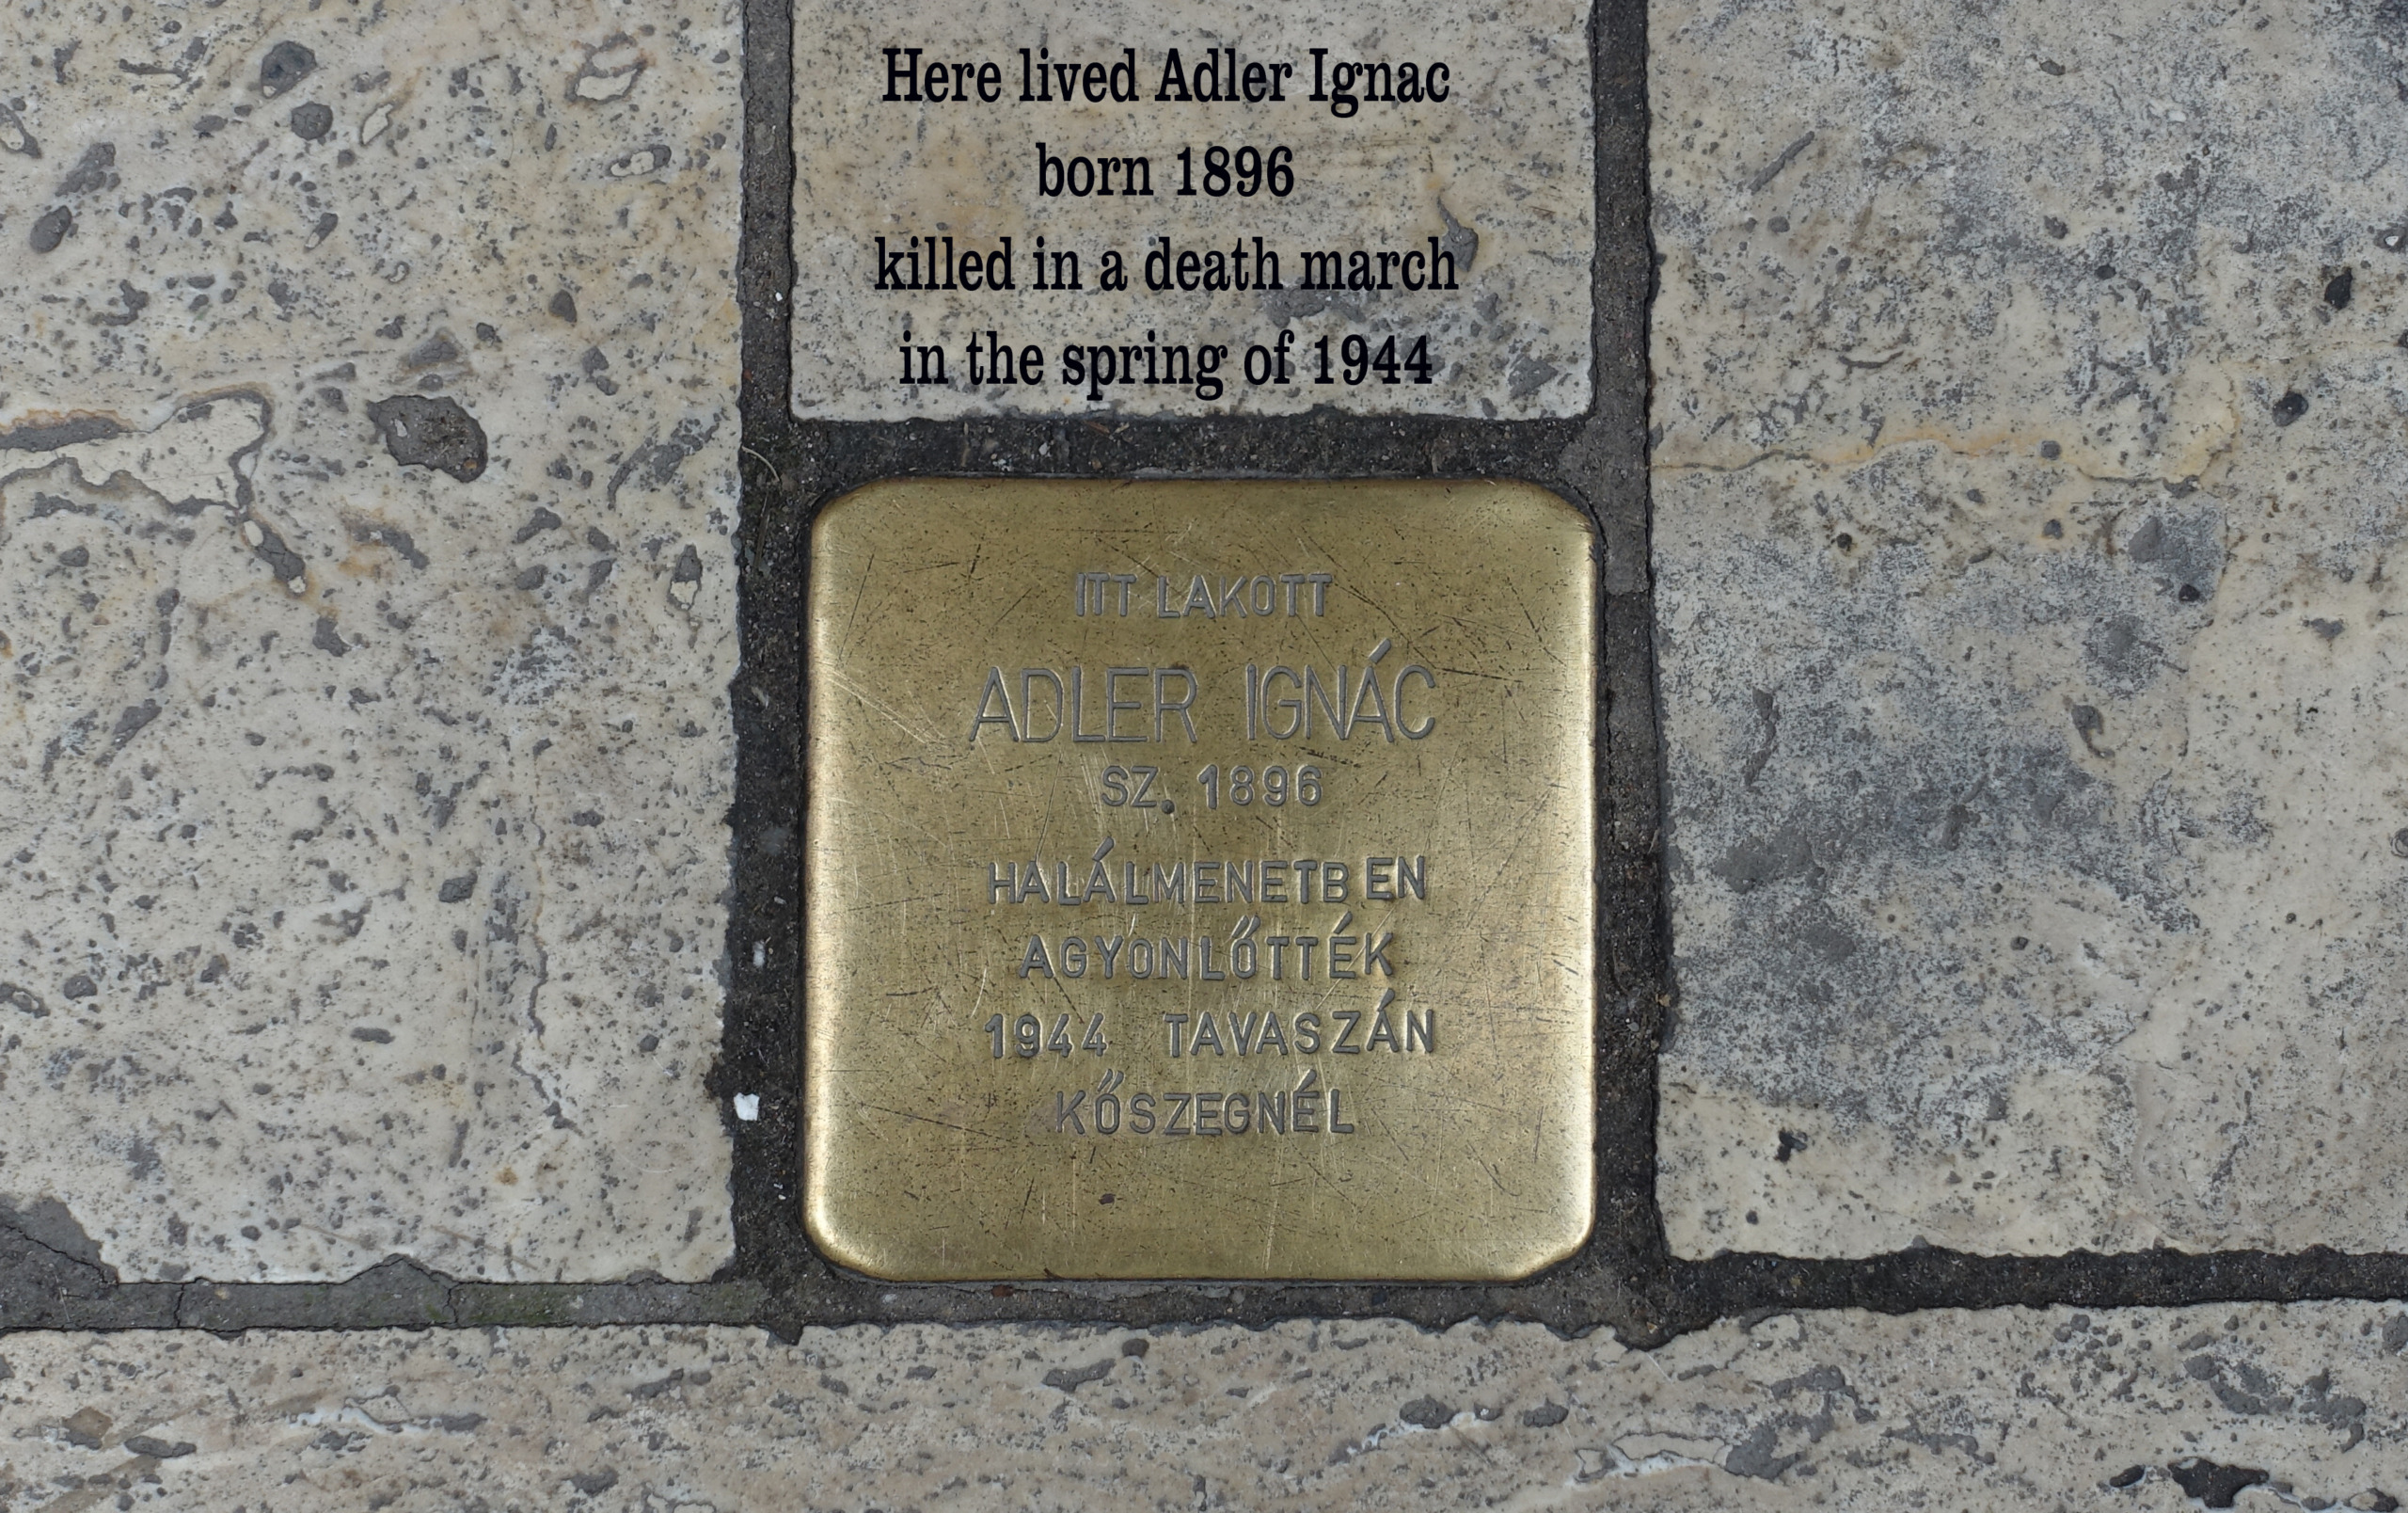 Here lived Adler Ignac
born 1896
killed in a death march
in the spring of 1944
ITT LAKOTT
ADLER IGNÁC
SZ. 1896
HALÁLMENETBEN
AGYONLŐTTÉK
1944 TAVASZÁN
KŐSZEGNÉL